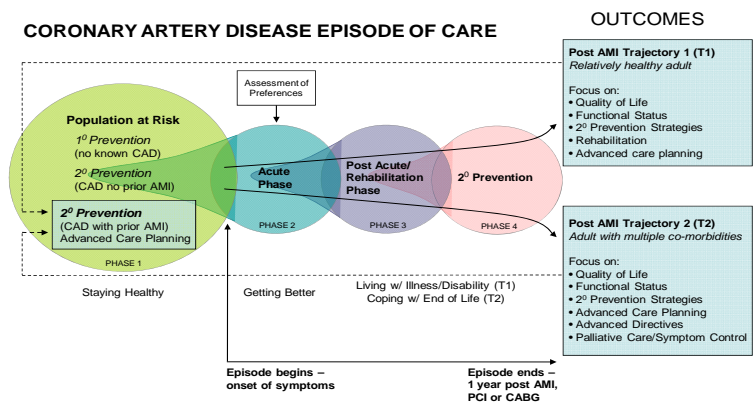 OUTCOMES
CORONARY ARTERY DISEASE EPISODE OF CARE
Assessment of
Preferences
Population at Risk
1⁰ Prevention
(no known CAD)
2⁰ Prevention
(CAD no prior AMI)
2⁰ Prevention
(CAD with prior AMI)
Advanced Care Planning
PHASE 1
Acute
Phase
PHASE 2
Post Acute/
Rehabilitation
Phase
PHASE 3
2⁰ Prevention
PHASE 4
Staying Healthy
Getting Better
Living w/ Illness/Disability (T1)
Coping w/ End of Life (T2)
Episode begins –
onset of symptoms
Episode ends –
1 year post AMI,
PCI or CABG
Post AMI Trajectory 1 (T1)
Relatively healthy adult
Focus on:
• Quality of Life
• Functional Status
• 2⁰ Prevention Strategies
• Rehabilitation
• Advanced care planning
Post AMI Trajectory 2 (T2)
Adult with multiple co-morbidities
Focus on:
• Quality of Life
• Functional Status
• 2⁰ Prevention Strategies
• Advanced Care Planning
• Advanced Directives
• Palliative Care/Symptom Control